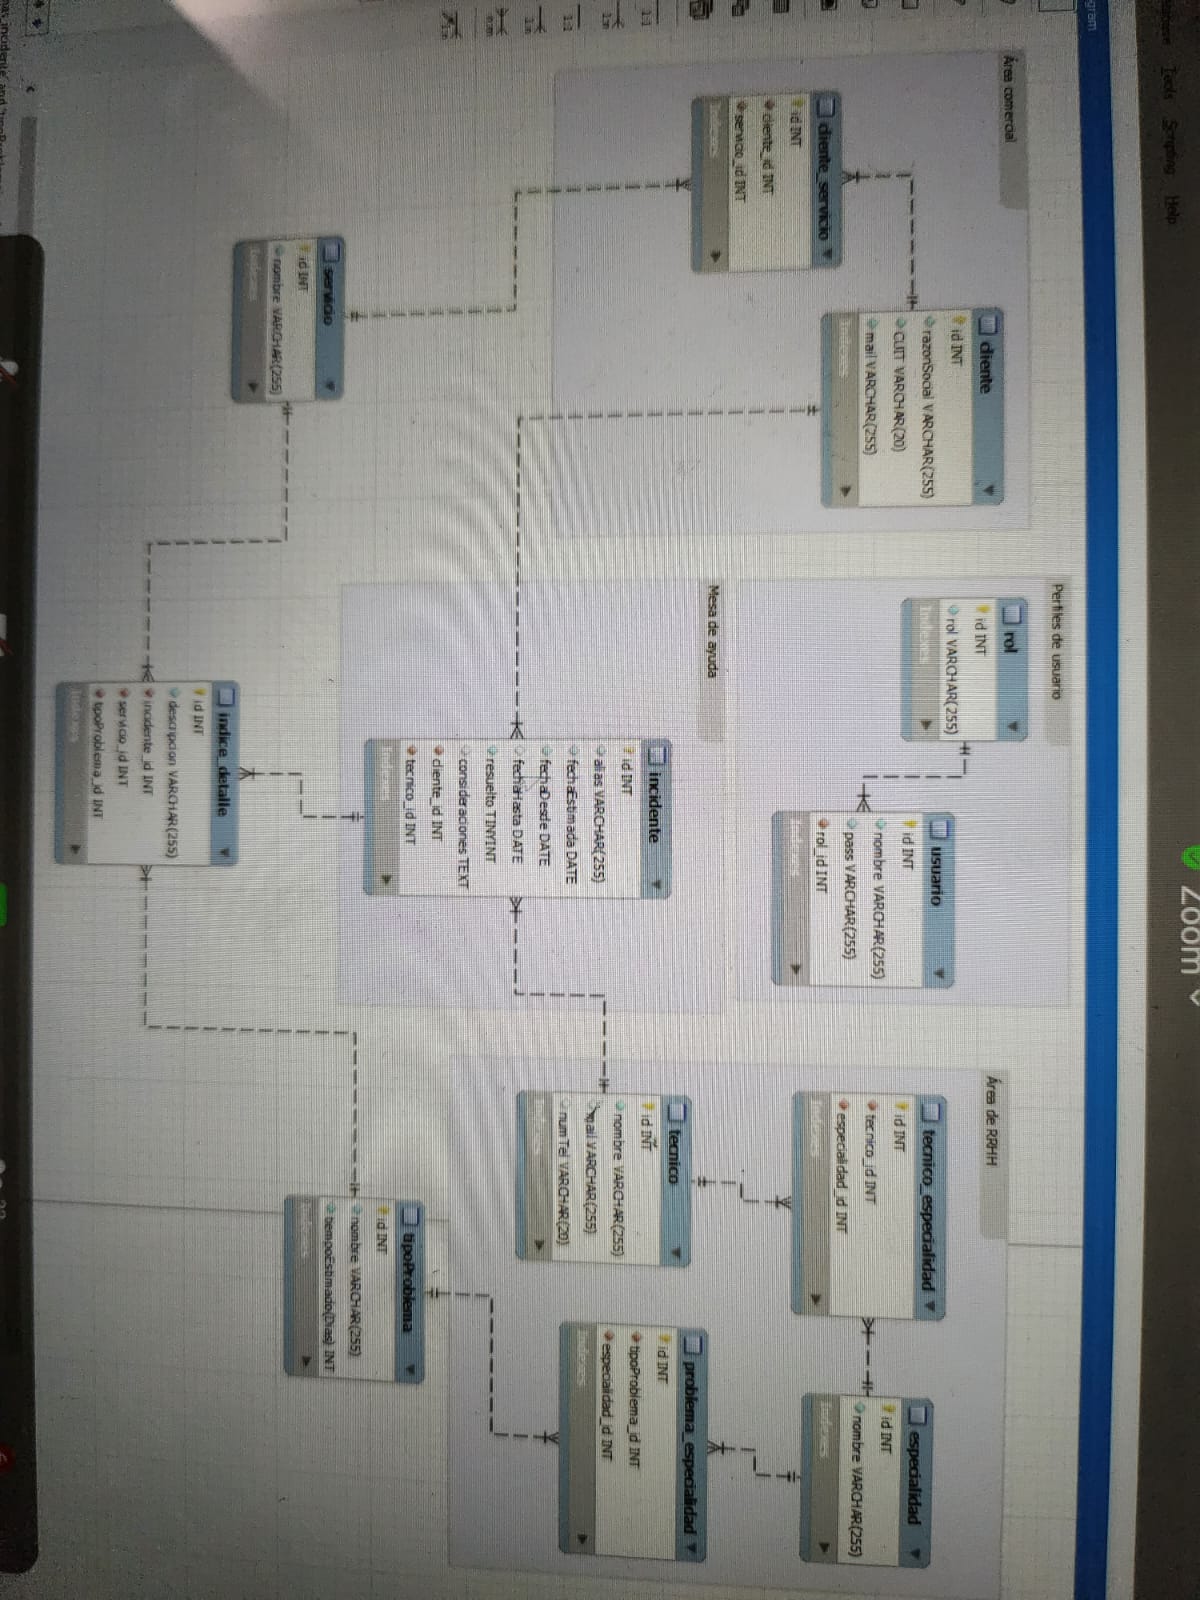 Zoom
Tools Scripting Help
gram
Área comercial
cliente
id INT
razonSocial VARCHAR(255)
CUIT VARCHAR(20)
mail VARCHAR(255)
Indexes
cliente_servicio
id INT
cliente_id INT
servicio_id INT
Indexes
Perfiles de usuario
rol
id INT
rol VARCHAR(255)
Indexes
usuario
id INT
nombre VARCHAR(255)
pass VARCHAR(255)
rol_id INT
Indexes
Área de RRHH
tecnico_especialidad
id INT
tecnico_id INT
especialidad_id INT
Indexes
especialidad
id INT
nombre VARCHAR(255)
Indexes
tecnico
id INT
nombre VARCHAR(255)
mail VARCHAR(255)
numTel VARCHAR(20)
Indexes
problema_especialidad
id INT
tipoProblema_id INT
especialidad_id INT
Indexes
Mesa de ayuda
incidente
id INT
alias VARCHAR(255)
fechaEstimada DATE
fechaDesde DATE
fechaHasta DATE
resuelto TINYINT
consideraciones TEXT
cliente_id INT
tecnico_id INT
Indexes
tipoProblema
id INT
nombre VARCHAR(255)
tiempoEstimado(Dias) INT
Indexes
servicio
id INT
nombre VARCHAR(255)
Indexes
indice_detalle
id INT
descripcion VARCHAR(255)
incidente_id INT
servicio_id INT
tipoProblema_id INT
Indexes
1:1
1:n
1:1
1:n
n:m
1:n